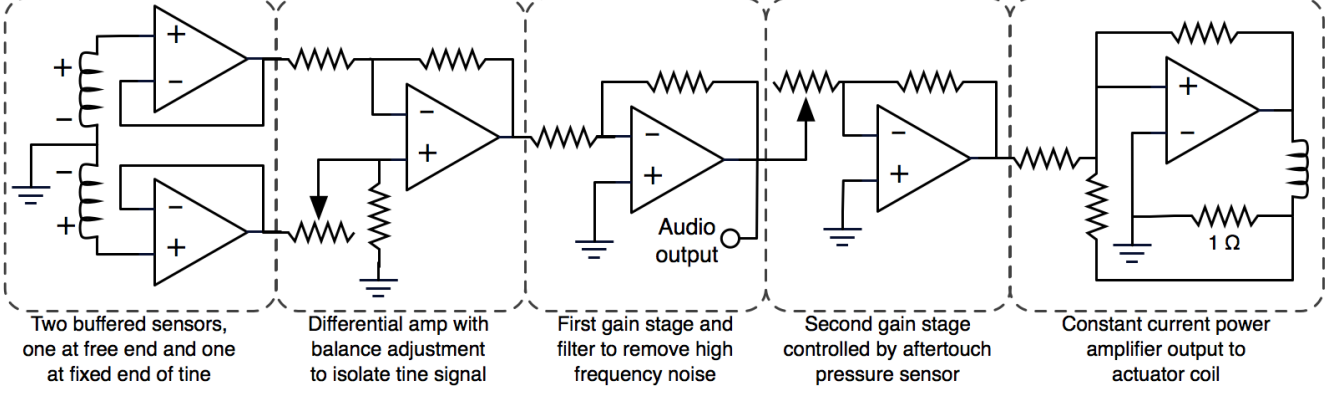 +
−
−
+
+
−
−
+
−
+
−
+
Audio
output
−
+
+
−
1 Ω
Two buffered sensors,
one at free end and one
at fixed end of tine
Differential amp with
balance adjustment
to isolate tine signal
First gain stage and
filter to remove high
frequency noise
Second gain stage
controlled by aftertouch
pressure sensor
Constant current power
amplifier output to
actuator coil